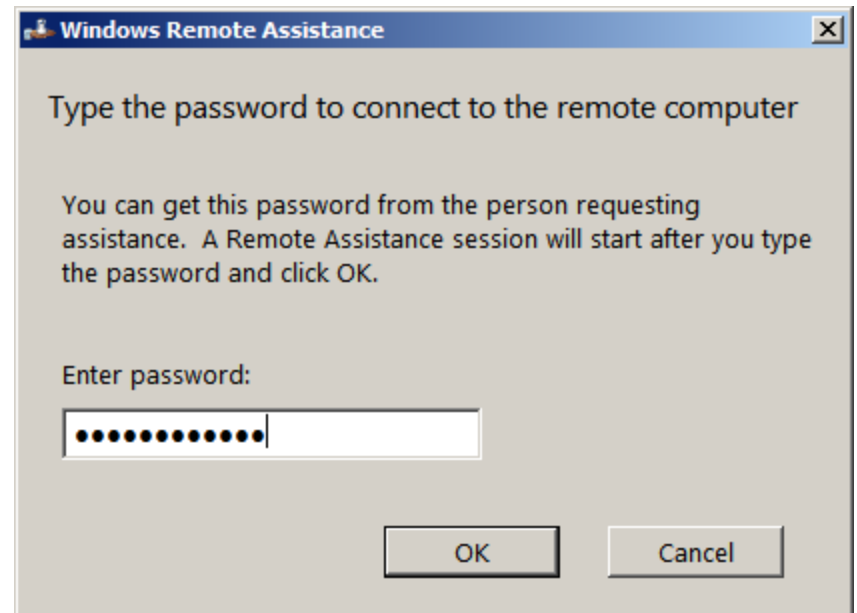 Windows Remote Assistance
Type the password to connect to the remote computer
You can get this password from the person requesting
assistance. A Remote Assistance session will start after you type
the password and click OK.
Enter password:
●●●●●●●●●●●●
OK
Cancel